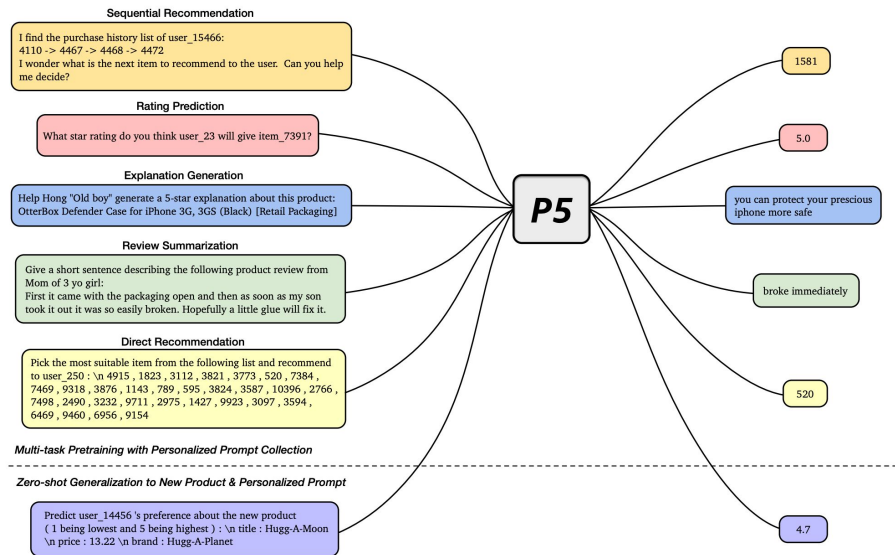 Sequential Recommendation
I find the purchase history list of user_15466:
4110 -> 4467 -> 4468 -> 4472
I wonder what is the next item to recommend to the user.  Can you help
me decide?
1581
Rating Prediction
What star rating do you think user_23 will give item_7391?
5.0
Explanation Generation
Help Hong "Old boy" generate a 5-star explanation about this product:
OtterBox Defender Case for iPhone 3G, 3GS (Black) [Retail Packaging]
P5
you can protect your prescious
iphone more safe
Review Summarization
Give a short sentence describing the following product review from
Mom of 3 yo girl:
First it came with the packaging open and then as soon as my son
took it out it was so easily broken. Hopefully a little glue will fix it.
broke immediately
Direct Recommendation
Pick the most suitable item from the following list and recommend
to user_250 : \n 4915 , 1823 , 3112 , 3821 , 3773 , 520 , 7384 ,
7469 , 9318 , 3876 , 1143 , 789 , 595 , 3824 , 3587 , 10396 , 2766 ,
7498 , 2490 , 3232 , 9711 , 2975 , 1427 , 9923 , 3097 , 3594 ,
6469 , 9460 , 6956 , 9154
520
Multi-task Pretraining with Personalized Prompt Collection
Zero-shot Generalization to New Product & Personalized Prompt
Predict user_14456 's preference about the new product
( 1 being lowest and 5 being highest ) : \n title : Hugg-A-Moon
\n price : 13.22 \n brand : Hugg-A-Planet
4.7